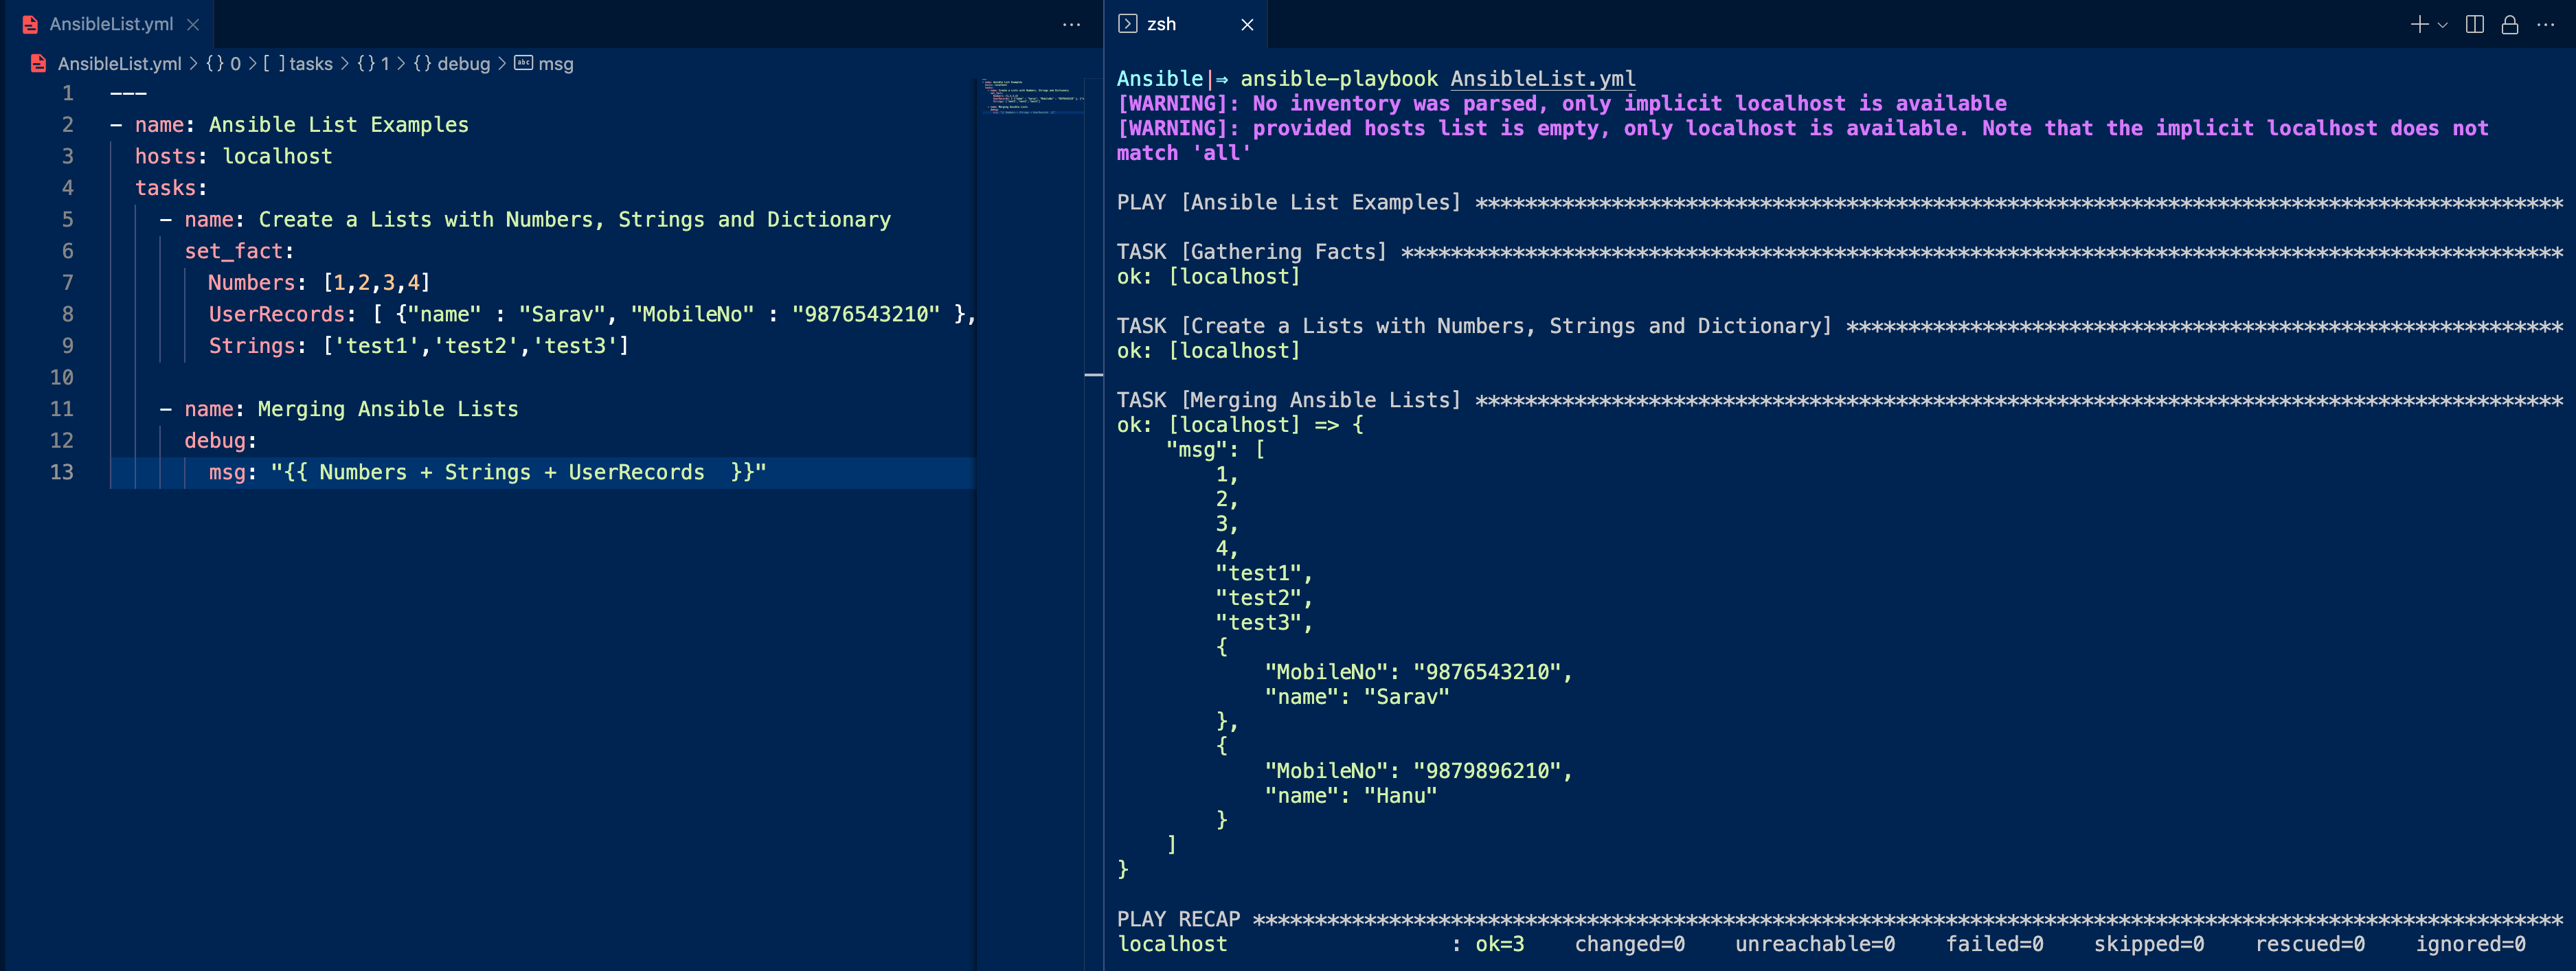 AnsibleList.yml
AnsibleList.yml > {} 0 > [ ] tasks > {} 1 > {} debug > abc msg
1 ---
2 - name: Ansible List Examples
3 hosts: localhost
4 tasks:
5 - name: Create a Lists with Numbers, Strings and Dictionary
6 set_fact:
7 Numbers: [1,2,3,4]
8 UserRecords: [ {"name" : "Sarav", "MobileNo" : "9876543210" },
9 Strings: ['test1','test2','test3']
10
11 - name: Merging Ansible Lists
12 debug:
13 msg: "{{ Numbers + Strings + UserRecords  }}"
zsh
Ansible|⇒ ansible-playbook AnsibleList.yml
[WARNING]: No inventory was parsed, only implicit localhost is available
[WARNING]: provided hosts list is empty, only localhost is available. Note that the implicit localhost does not
match 'all'
PLAY [Ansible List Examples] ****************************************************************************************
TASK [Gathering Facts] **********************************************************************************************
ok: [localhost]
TASK [Create a Lists with Numbers, Strings and Dictionary] **********************************************************
ok: [localhost]
TASK [Merging Ansible Lists] ****************************************************************************************
ok: [localhost] => {
"msg": [
1,
2,
3,
4,
"test1",
"test2",
"test3",
{
"MobileNo": "9876543210",
"name": "Sarav"
},
{
"MobileNo": "9879896210",
"name": "Hanu"
}
]
}
PLAY RECAP **********************************************************************************************************
localhost : ok=3 changed=0 unreachable=0 failed=0 skipped=0 rescued=0 ignored=0